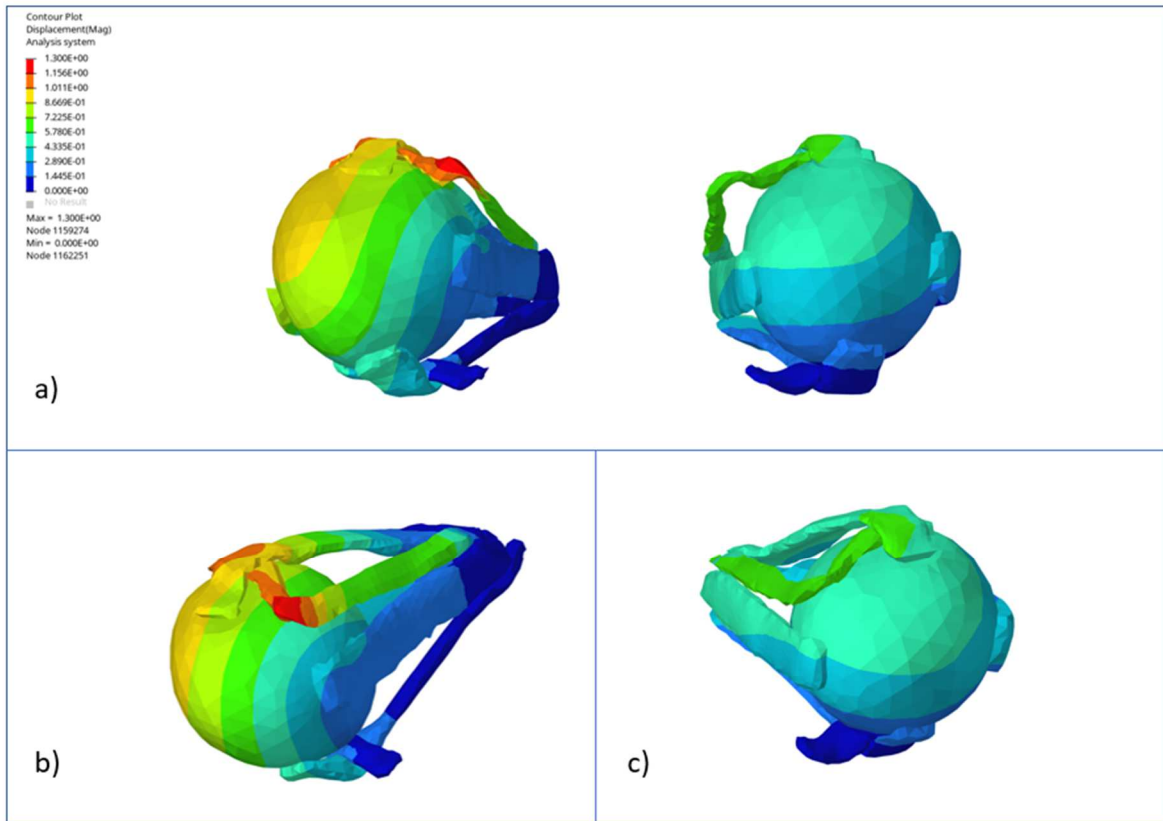 Contour Plot
Displacement(Mag)
Analysis system
1.300E+00
1.156E+00
1.011E+00
8.669E-01
7.225E-01
5.780E-01
4.335E-01
2.890E-01
1.445E-01
0.000E+00
No Result
Max = 1.300E+00
Node 1159274
Min = 0.000E+00
Node 1162251
a)
b)
c)